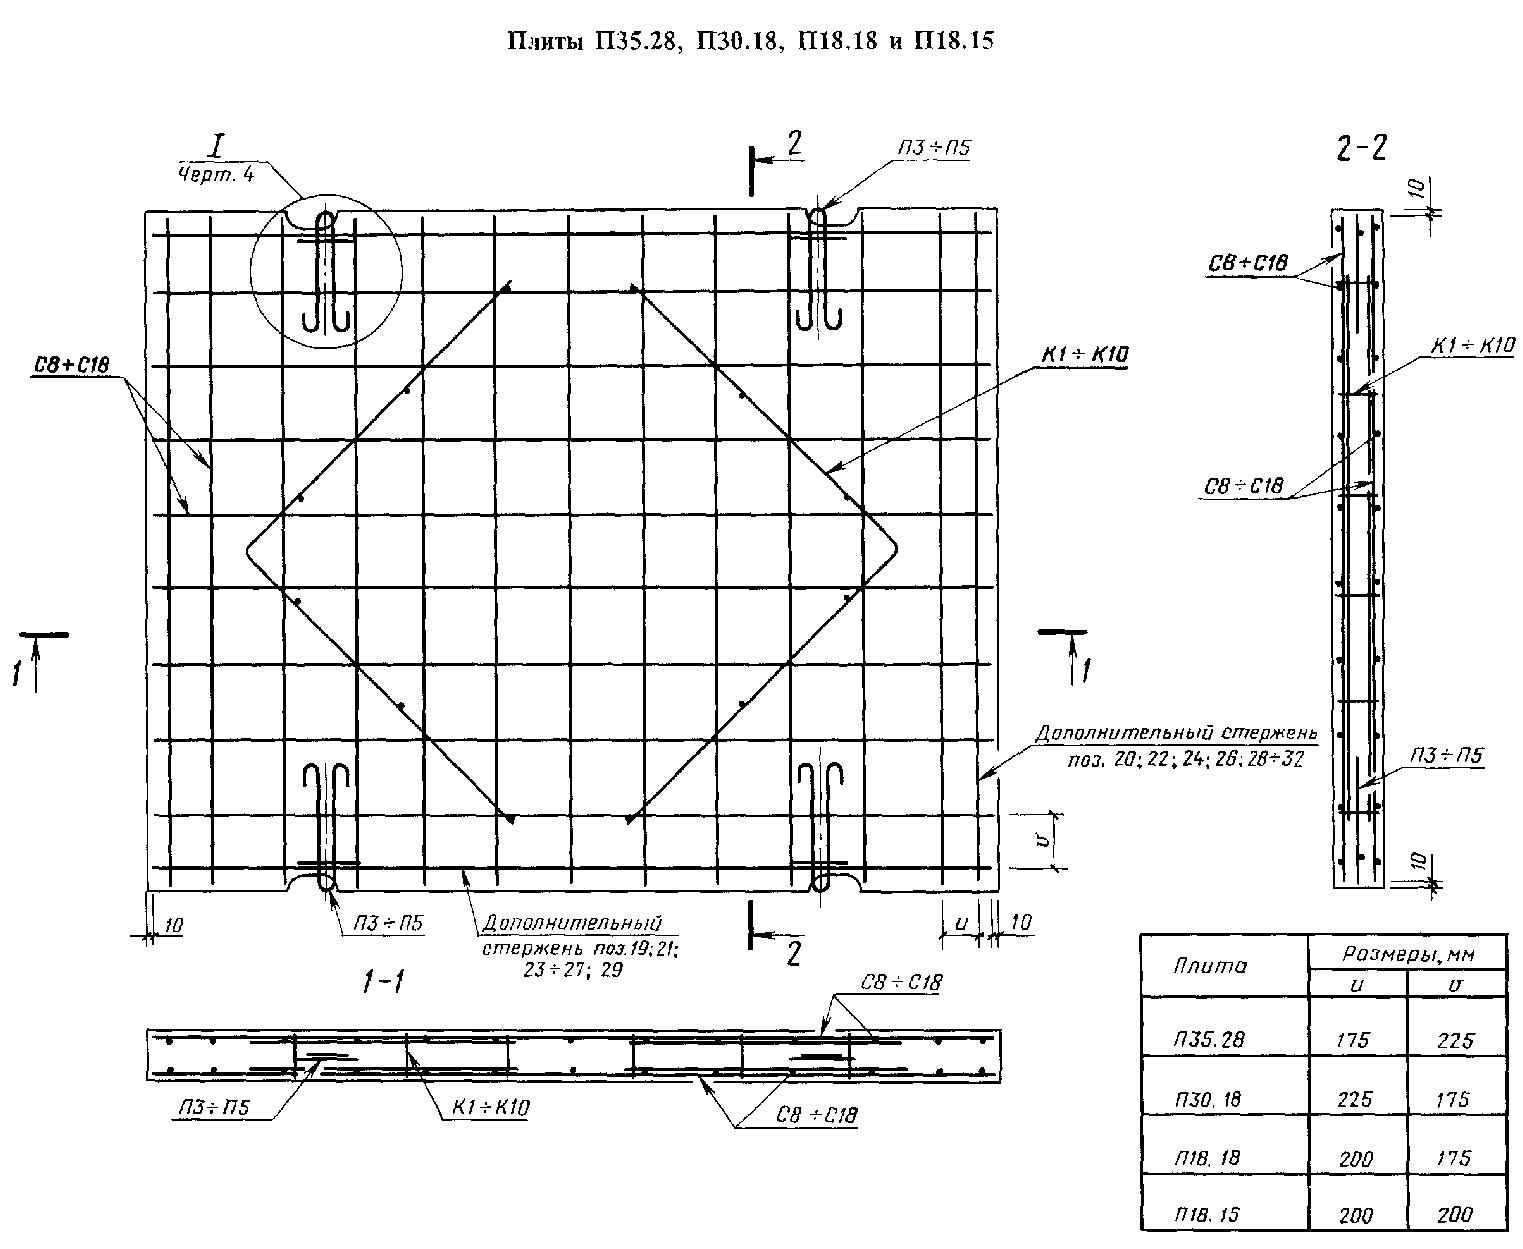 Плиты П35.28, П30.18, П18.18 и П18.15
I
Черт. 4
2
П3÷П5
2-2
10
С8÷С18
К1÷К10
С8÷С18
К1÷К10
С8÷С18
1
1
Дополнительный стержень
поз. 20; 22; 24; 26; 28÷32
П3÷П5
υ
10
10
П3÷П5
Дополнительный
стержень поз. 19; 21;
23÷27; 29
2
и
10
1-1
С8÷С18
П3÷П5
К1÷К10
С8÷С18
Плита Размеры, мм
и υ
П35.28 175 225
П30.18 225 175
П18.18 200 175
П18.15 200 200